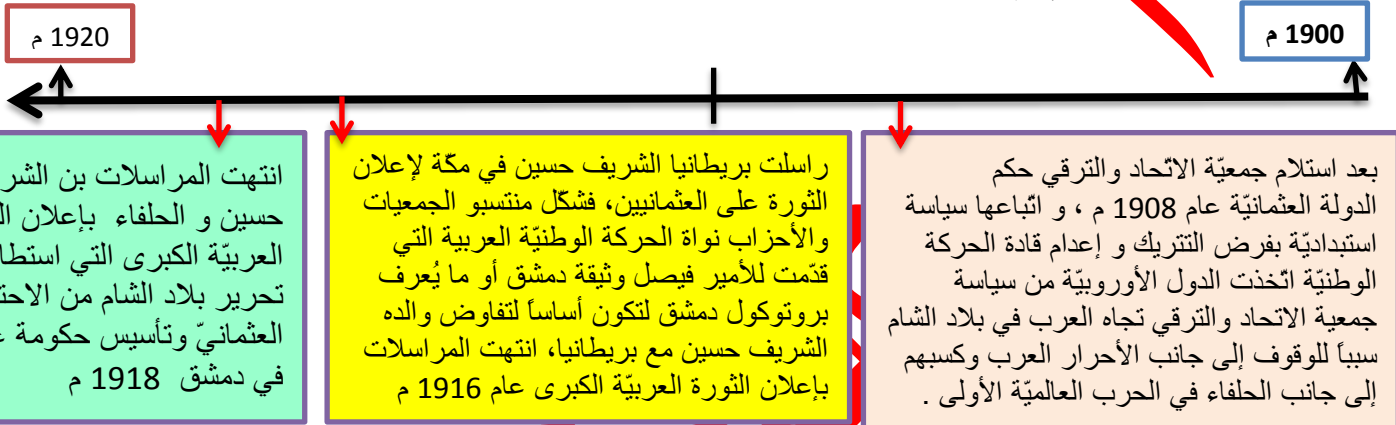 1900 م
1920 م
بعد استلام جمعيّة الاتّحاد والترقي حكم
الدولة العثمانيّة عام 1908 م ، و اتّباعها سياسة
استبداديّة بفرض التتريك و إعدام قادة الحركة
الوطنيّة اتّخذت الدول الأوروبيّة من سياسة
جمعية الاتحاد والترقي تجاه العرب في بلاد الشام
سبباً للوقوف إلى جانب الأحرار العرب وكسبهم
إلى جانب الحلفاء في الحرب العالميّة الأولى .
راسلت بريطانيا الشريف حسين في مكّة لإعلان
الثورة على العثمانيين، فشكّل منتسبو الجمعيات
والأحزاب نواة الحركة الوطنيّة العربية التي
قدّمت للأمير فيصل وثيقة دمشق أو ما يُعرف
بروتوكول دمشق لتكون أساساً لتفاوض والده
الشريف حسين مع بريطانيا، انتهت المراسلات
بإعلان الثورة العربيّة الكبرى عام 1916 م
انتهت المراسلات بن
حسين و الحلفاء بإعلان
العربيّة الكبرى التي
تحرير بلاد الشام من
العثمانيّ وتأسيس حكومة
في دمشق 1918 م